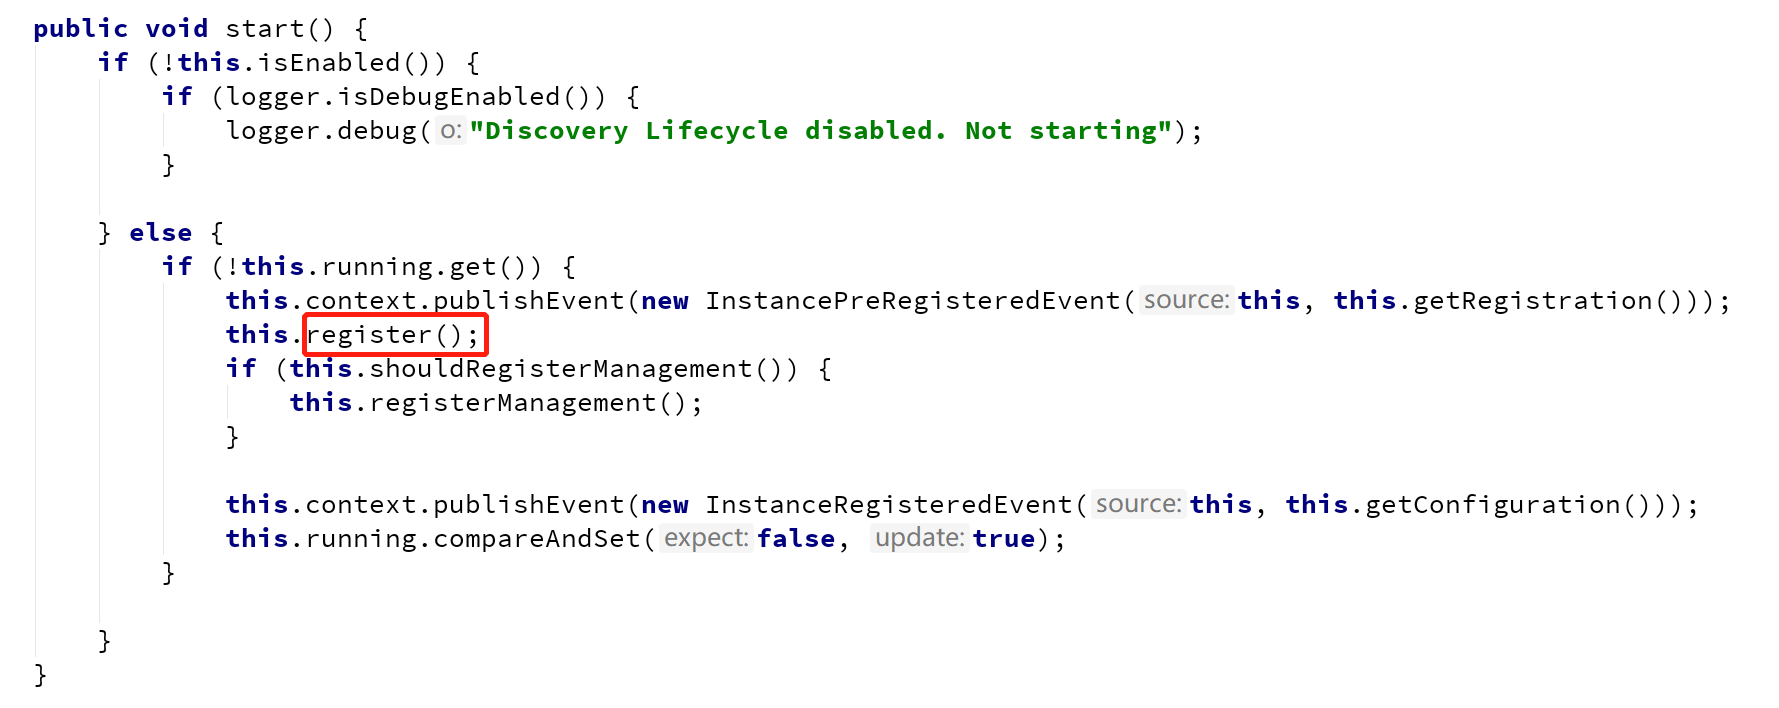 public void start() {
    if (!this.isEnabled()) {
        if (logger.isDebugEnabled()) {
            logger.debug( o: "Discovery Lifecycle disabled. Not starting");
        }
    } else {
        if (!this.running.get()) {
            this.context.publishEvent(new InstancePreRegisteredEvent( source: this, this.getRegistration()));
            this.register();
            if (this.shouldRegisterManagement()) {
                this.registerManagement();
            }
            this.context.publishEvent(new InstanceRegisteredEvent( source: this, this.getConfiguration()));
            this.running.compareAndSet( expect: false, update: true);
        }
    }
}